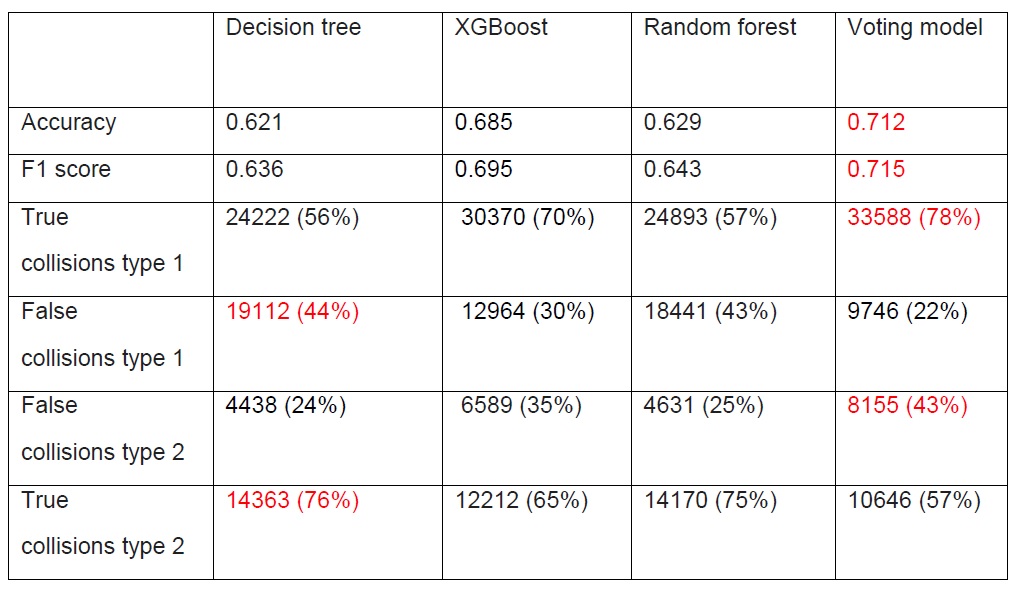 Decision tree XGBoost Random forest Voting model
Accuracy 0.621 0.685 0.629 0.712
F1 score 0.636 0.695 0.643 0.715
True 24222 (56%) 30370 (70%) 24893 (57%) 33588 (78%)
collisions type 1
False 19112 (44%) 12964 (30%) 18441 (43%) 9746 (22%)
collisions type 1
False 4438 (24%) 6589 (35%) 4631 (25%) 8155 (43%)
collisions type 2
True 14363 (76%) 12212 (65%) 14170 (75%) 10646 (57%)
collisions type 2